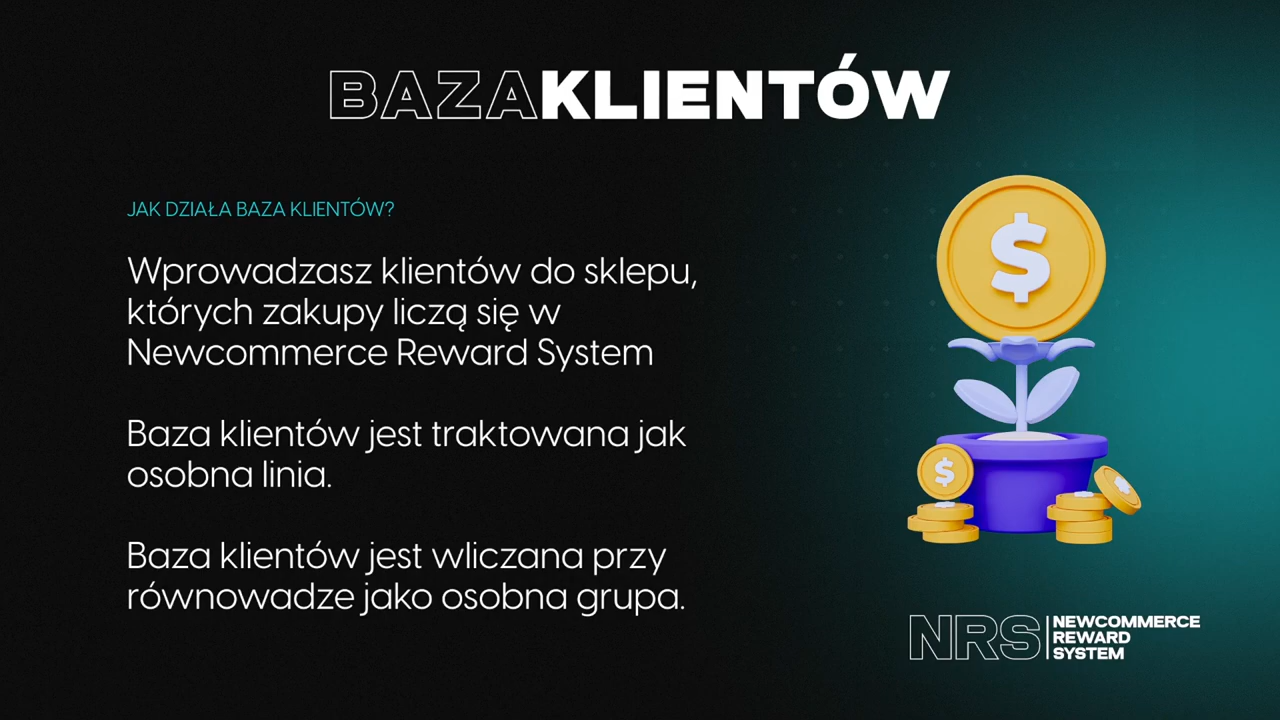 BAZAKLIENTÓW
JAK DZIAŁA BAZA KLIENTÓW?
Wprowadzasz klientów do sklepu,
których zakupy liczą się w
Newcommerce Reward System
Baza klientów jest traktowana jak
osobna linia.
Baza klientów jest wliczana przy
równowadze jako osobna grupa.
$
$
NRS
NEWCOMMERCE
REWARD
SYSTEM